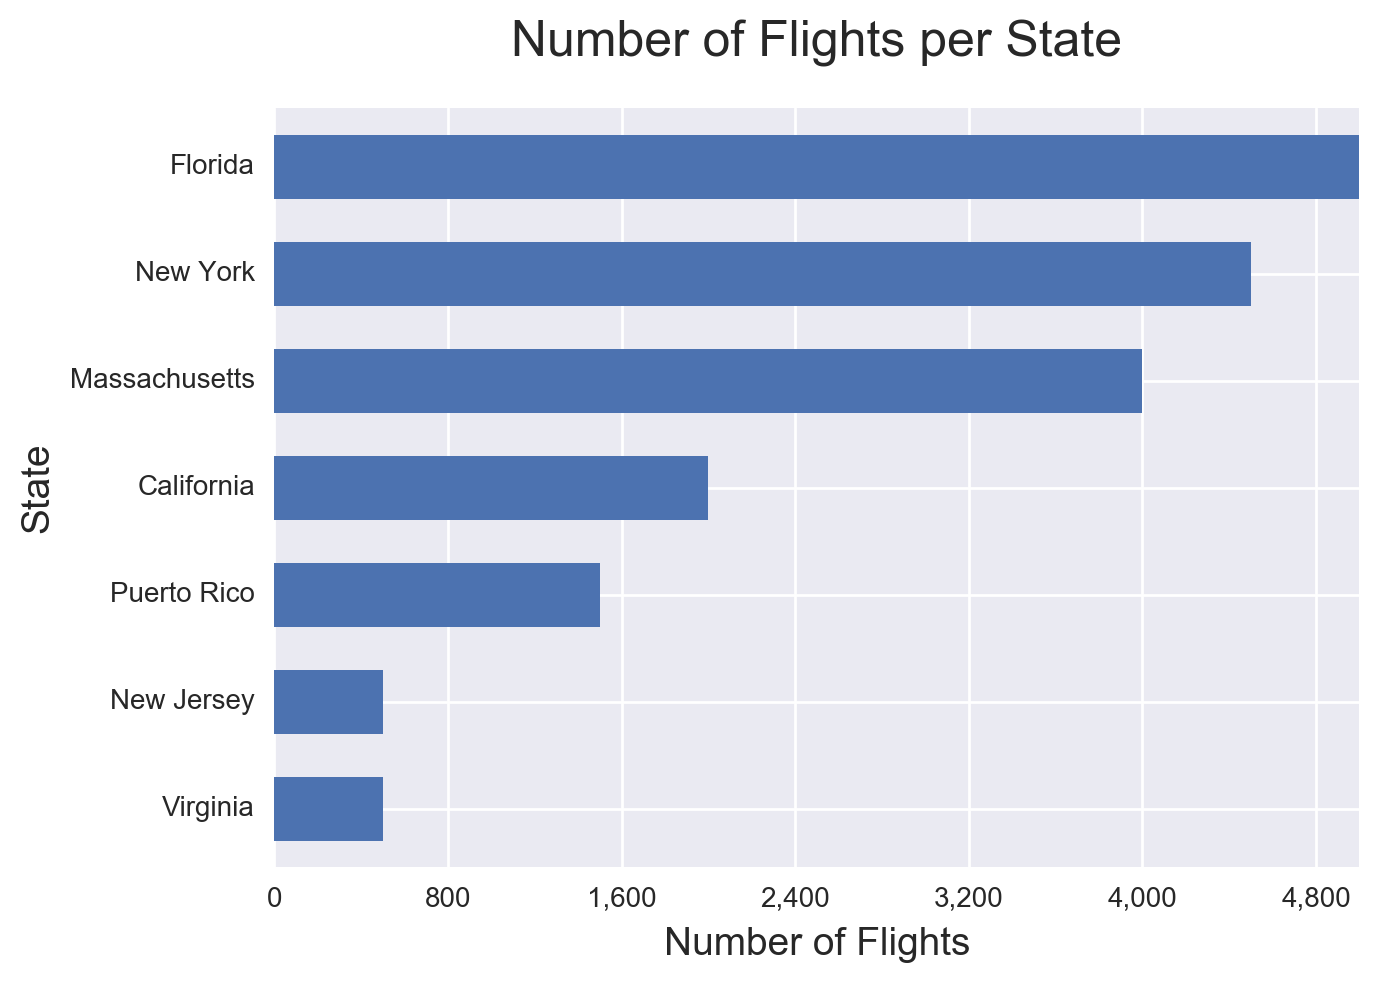 Number of Flights per State
Florida
New York
Massachusetts
California
Puerto Rico
New Jersey
Virginia
State
0 800 1,600 2,400 3,200 4,000 4,800
Number of Flights